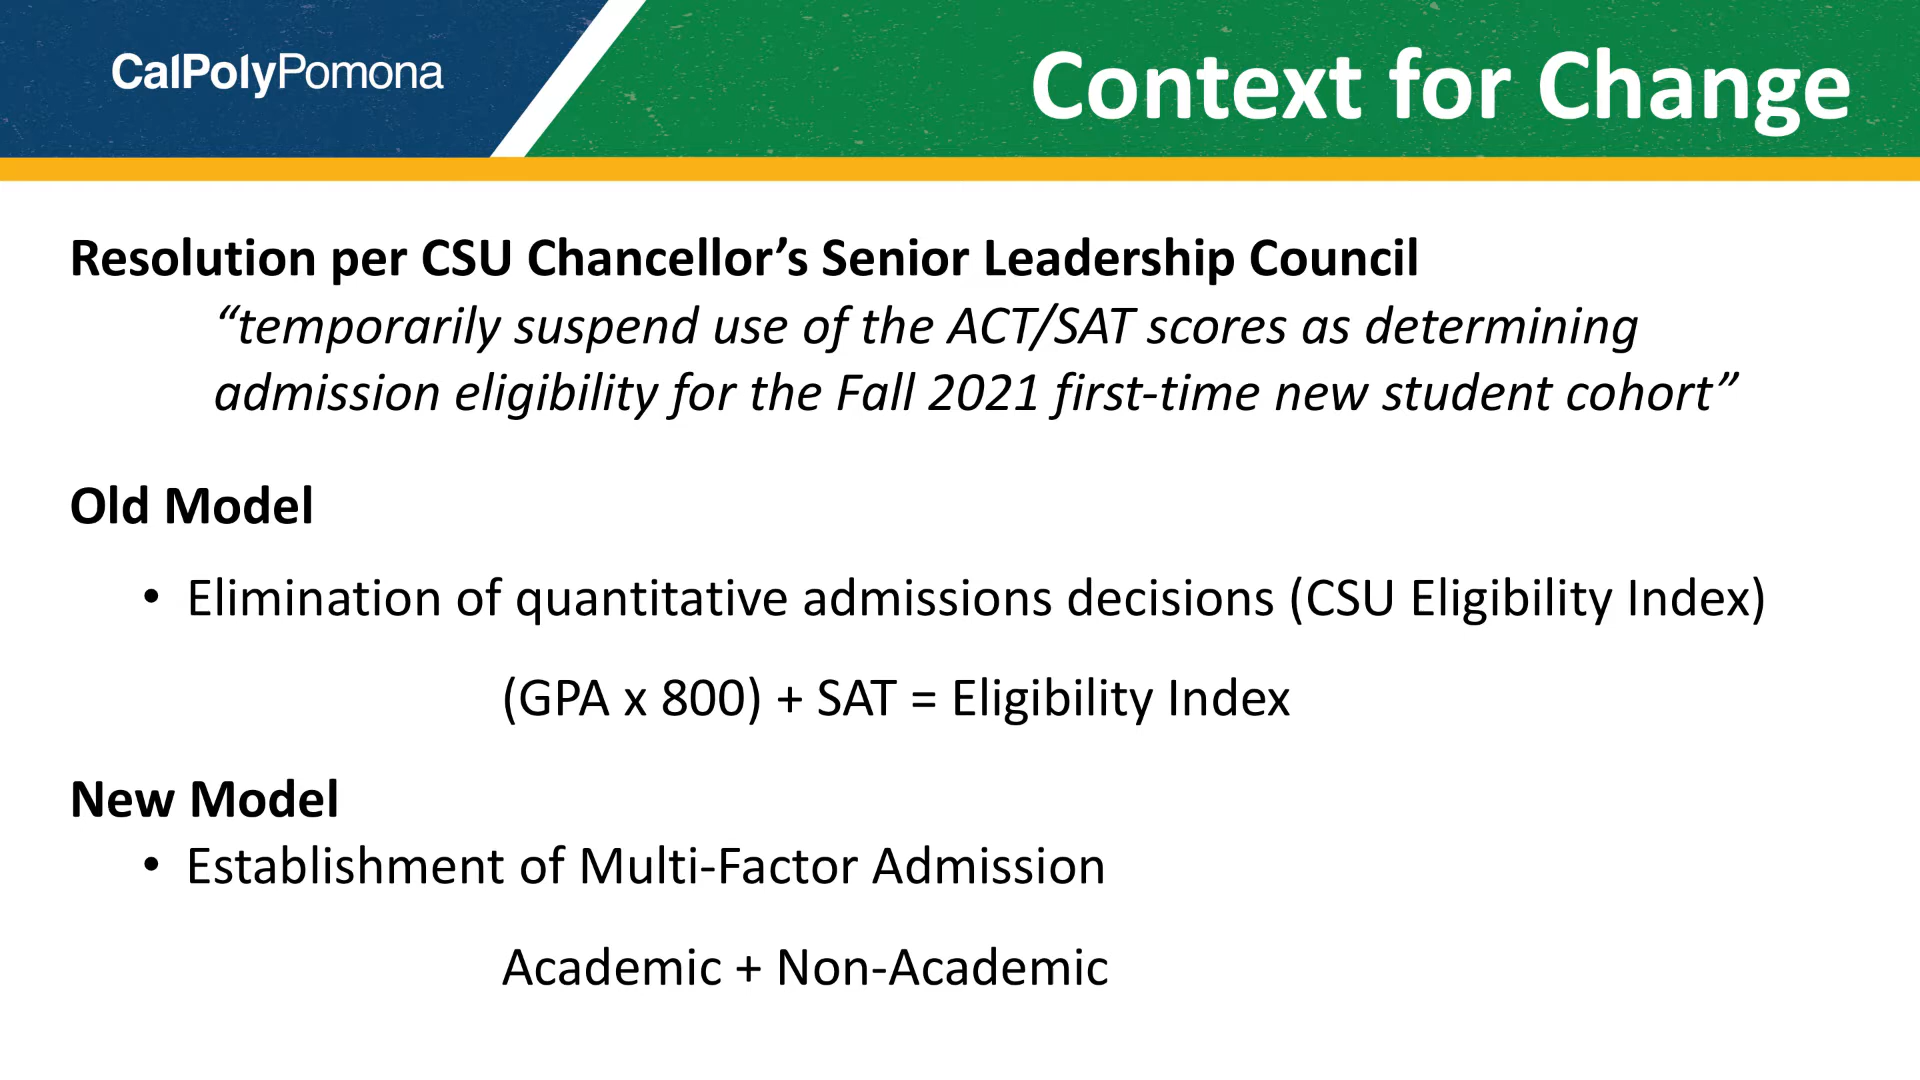 CalPolyPomona
Context for Change
Resolution per CSU Chancellor’s Senior Leadership Council
“temporarily suspend use of the ACT/SAT scores as determining
admission eligibility for the Fall 2021 first-time new student cohort”
Old Model
• Elimination of quantitative admissions decisions (CSU Eligibility Index)
(GPA x 800) + SAT = Eligibility Index
New Model
• Establishment of Multi-Factor Admission
Academic + Non-Academic